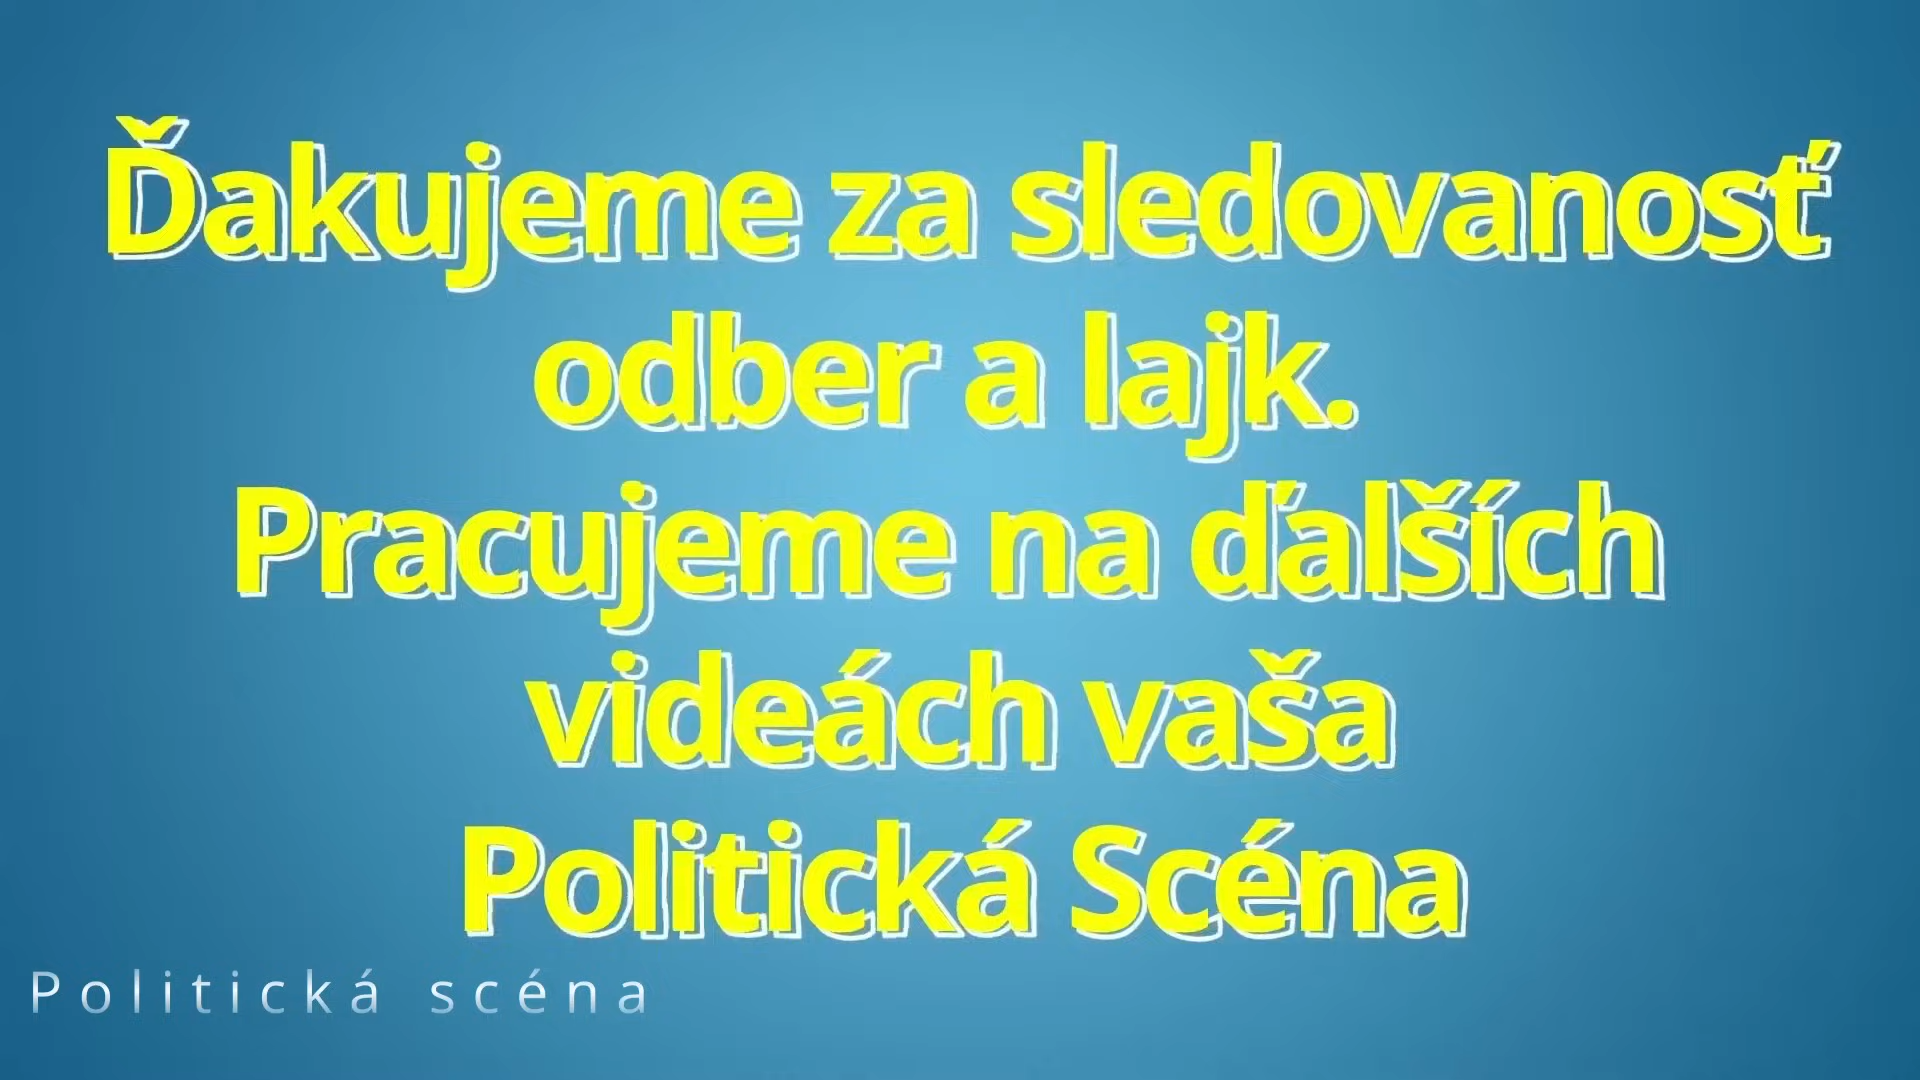 Ďakujeme za sledovanosť
odber a lajk.
Pracujeme na ďalších
videách vaša
Politická Scéna
Politická scéna